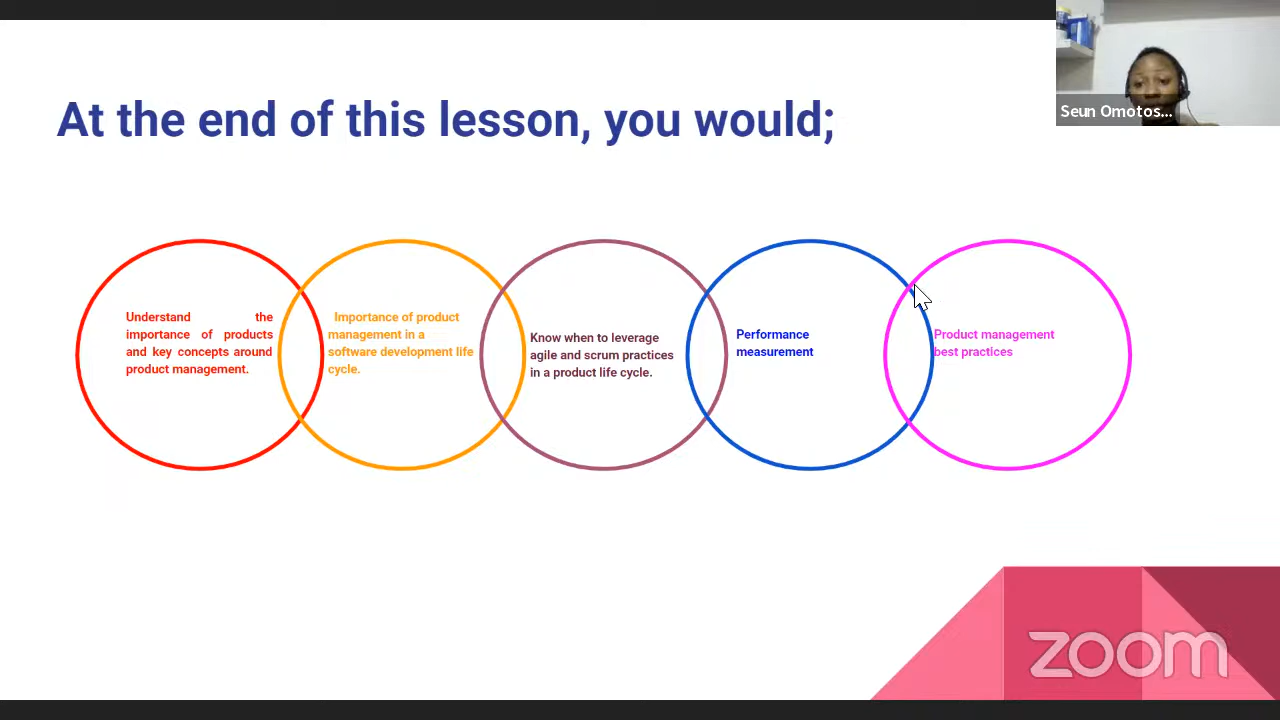 At the end of this lesson, you would;
Seun Omotos...
Understand the
importance of products
and key concepts around
product management.
Importance of product
management in a
software development life
cycle.
Know when to leverage
agile and scrum practices
in a product life cycle.
Performance
measurement
Product management
best practices
zoom